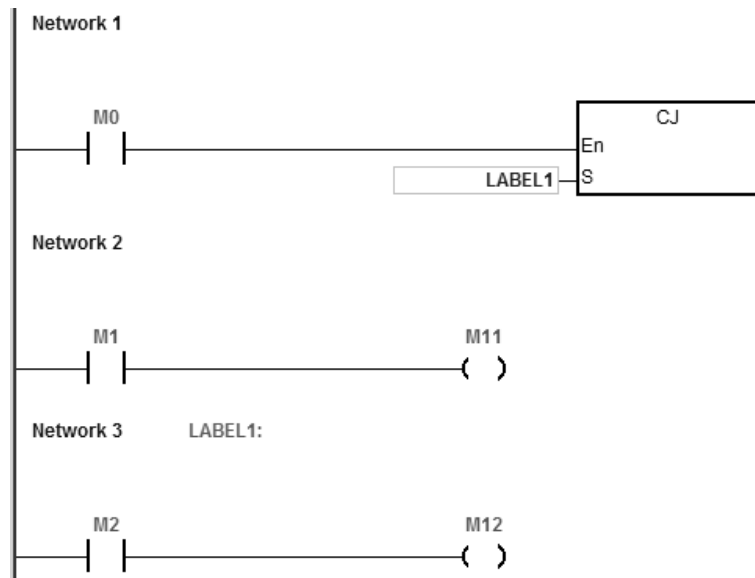 Network 1
M0
CJ
En
LABEL1
S
Network 2
M1
M11
Network 3 LABEL1:
M2
M12